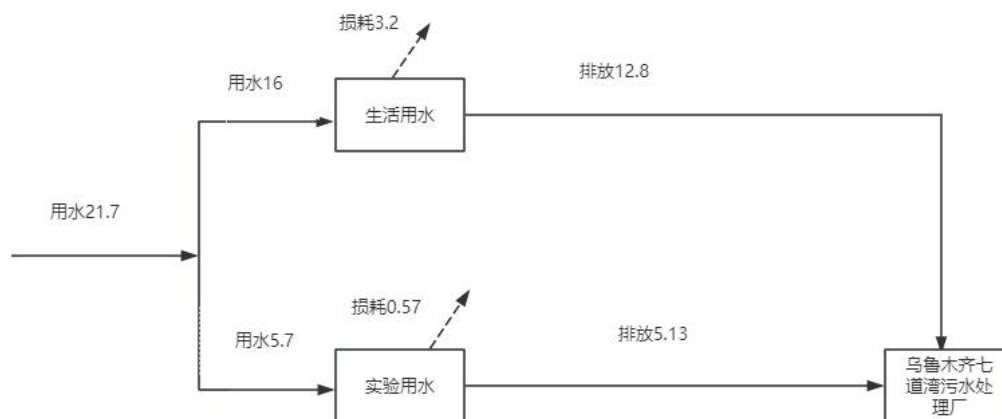 损耗3.2
用水16
排放12.8
生活用水
用水21.7
损耗0.57
用水5.7
排放5.13
实验用水
乌鲁木齐七
道湾污水处
理厂